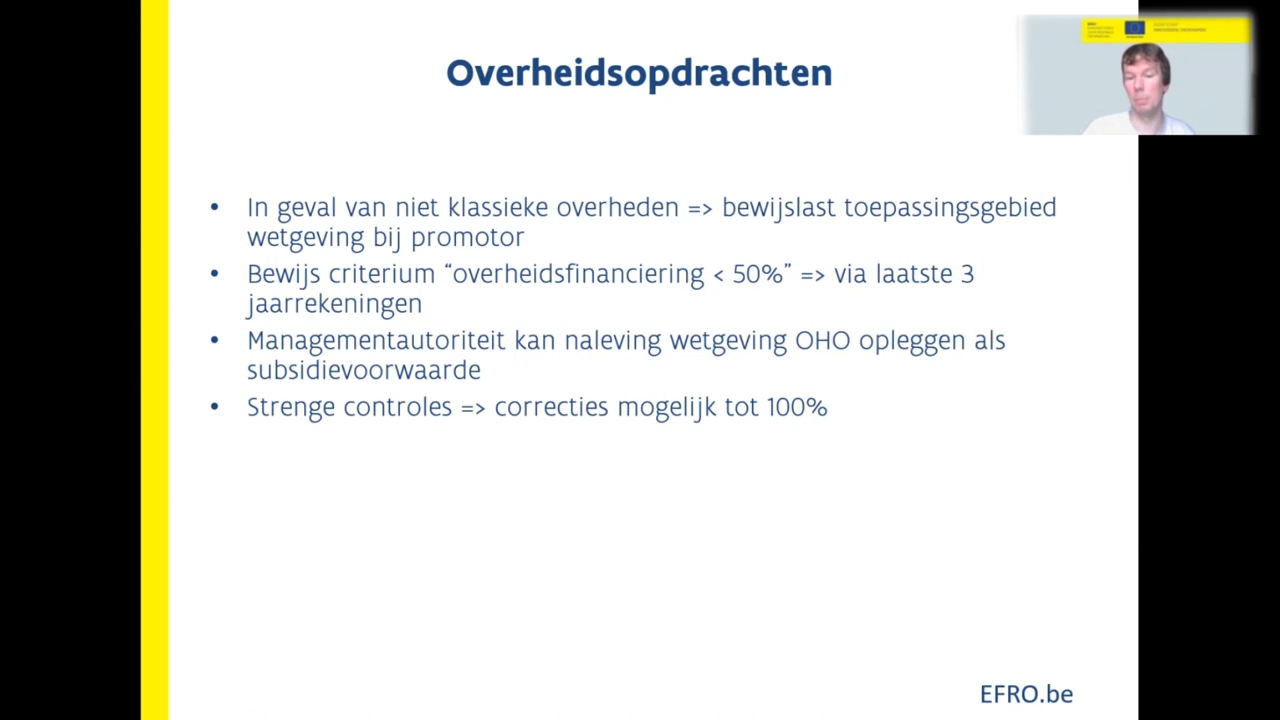 Overheidsopdrachten
• In geval van niet klassieke overheden => bewijslast toepassingsgebied
wetgeving bij promotor
• Bewijs criterium “overheidsfinanciering < 50%” => via laatste 3
jaarrekeningen
• Managementautoriteit kan naleving wetgeving OHO opleggen als
subsidievoorwaarde
• Strenge controles => correcties mogelijk tot 100%
EFRO.be